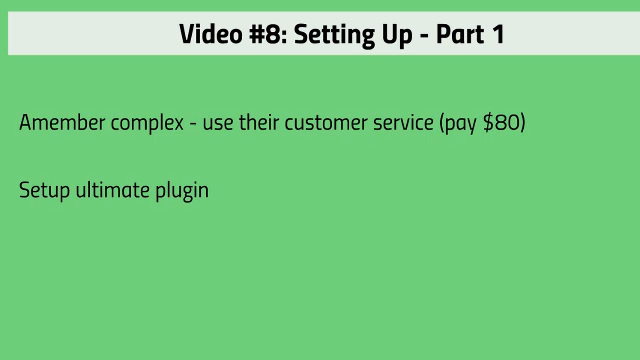 Video #8: Setting Up - Part 1
Amember complex - use their customer service (pay $80)
Setup ultimate plugin